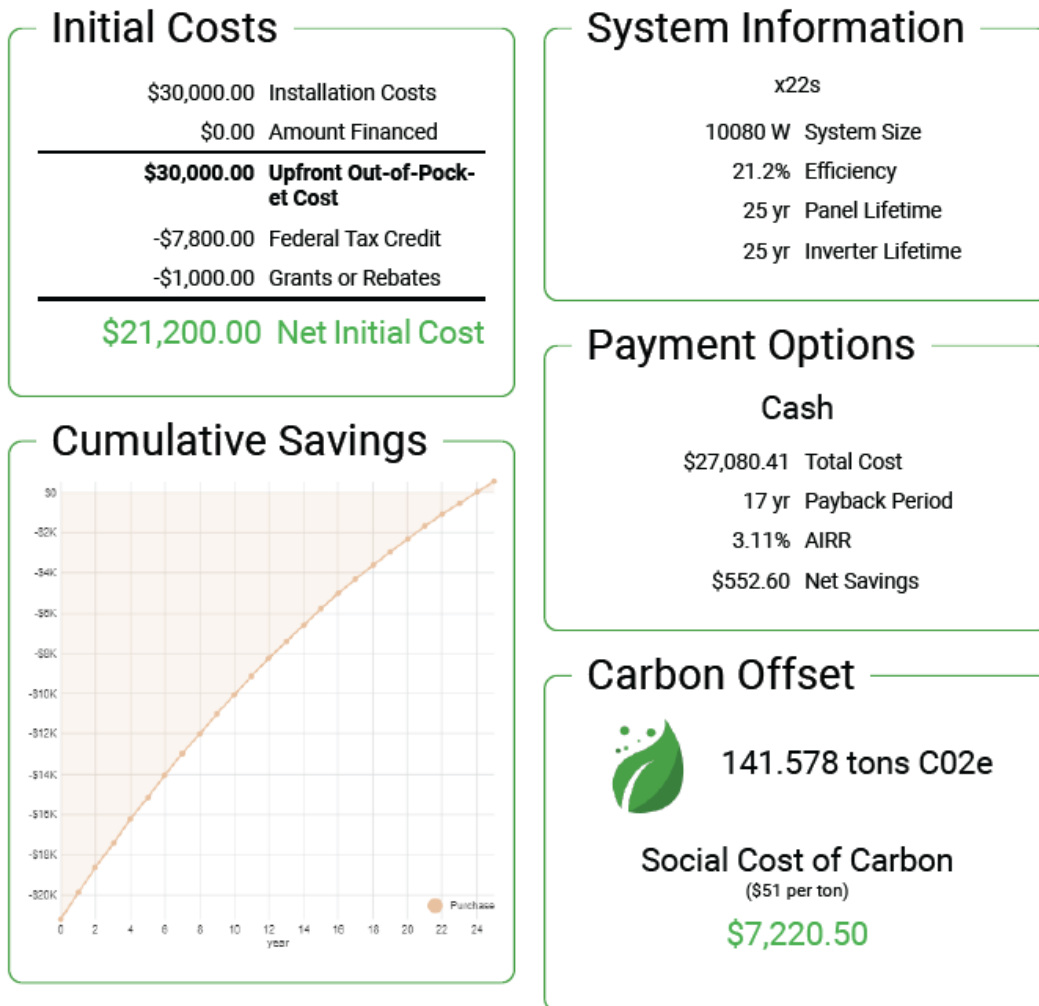 Initial Costs
$30,000.00 Installation Costs
$0.00 Amount Financed
$30,000.00 Upfront Out-of-Pock-
et Cost
-$7,800.00 Federal Tax Credit
-$1,000.00 Grants or Rebates
$21,200.00 Net Initial Cost
Cumulative Savings
$0
-$2K
-$4K
-$6K
-$8K
-$10K
-$12K
-$14K
-$16K
-$18K
-$20K
0 2 4 6 8 10 12 14 16 18 20 22 24
year
Purchase
System Information
x22s
10080 W System Size
21.2% Efficiency
25 yr Panel Lifetime
25 yr Inverter Lifetime
Payment Options
Cash
$27,080.41 Total Cost
17 yr Payback Period
3.11% AIRR
$552.60 Net Savings
Carbon Offset
141.578 tons C02e
Social Cost of Carbon
($51 per ton)
$7,220.50